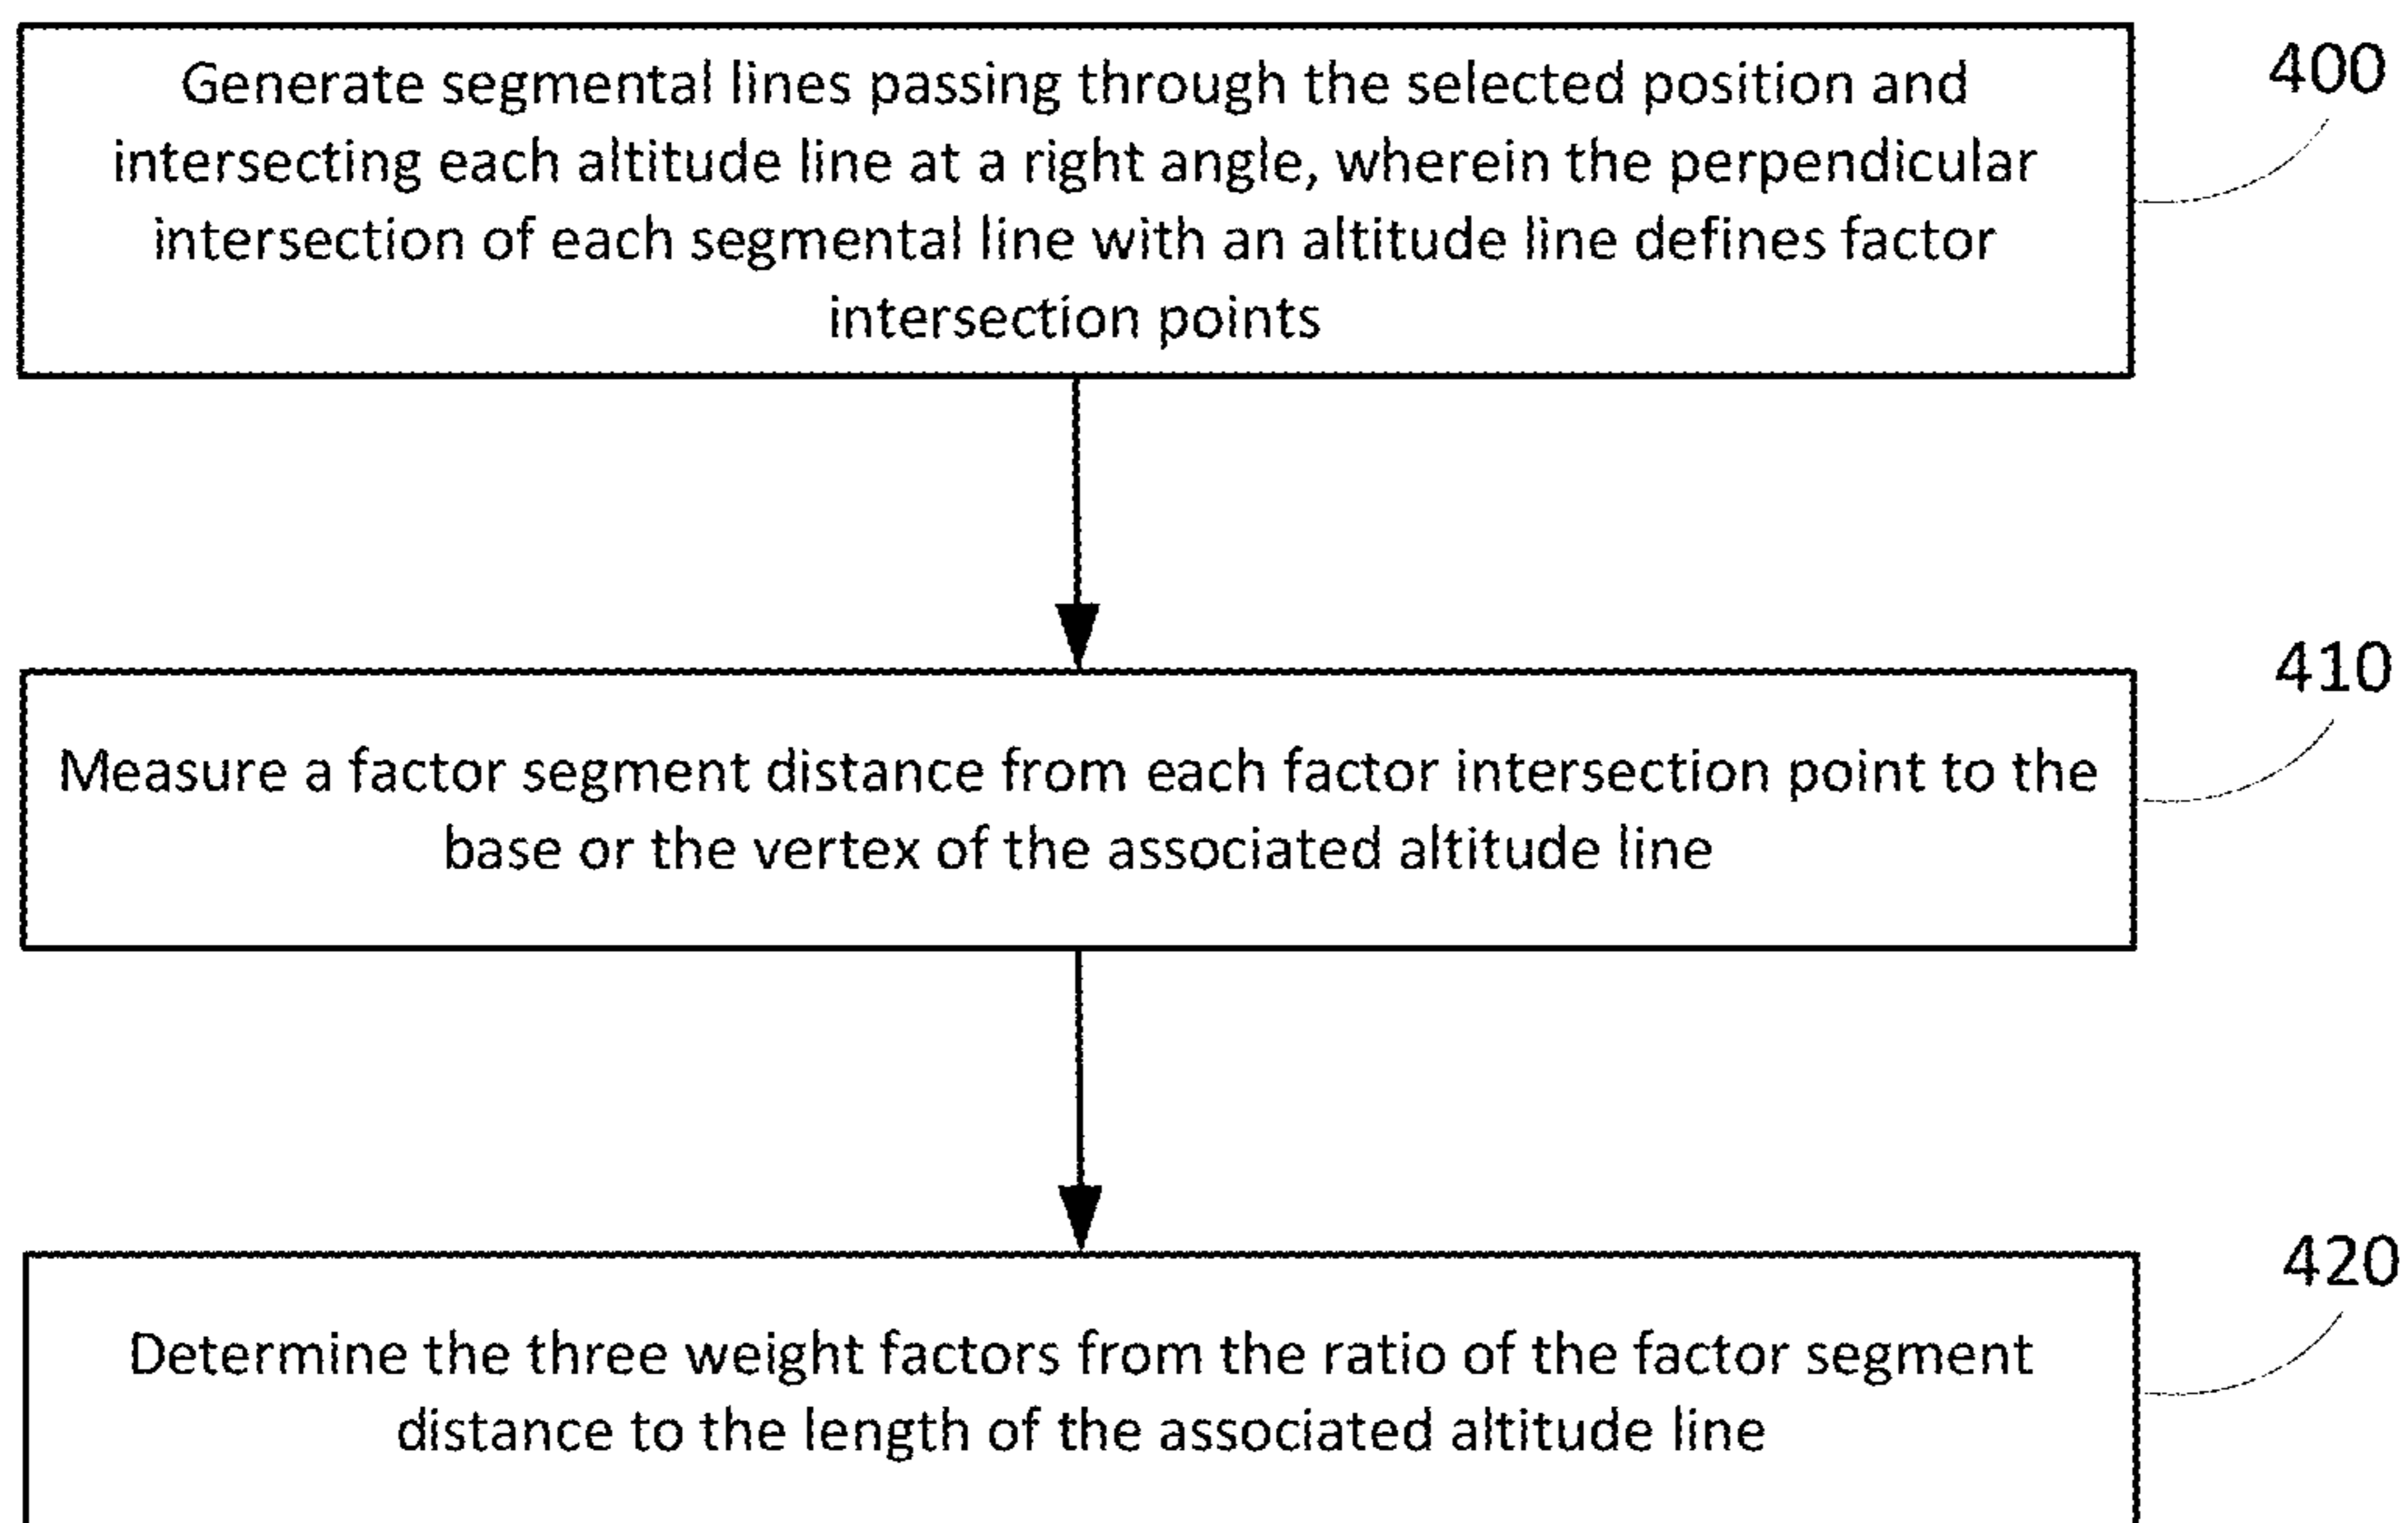 Generate segmental lines passing through the selected position and
intersecting each altitude line at a right angle, wherein the perpendicular
intersection of each segmental line with an altitude line defines factor
intersection points
400
Measure a factor segment distance from each factor intersection point to the
base or the vertex of the associated altitude line
410
Determine the three weight factors from the ratio of the factor segment
distance to the length of the associated altitude line
420